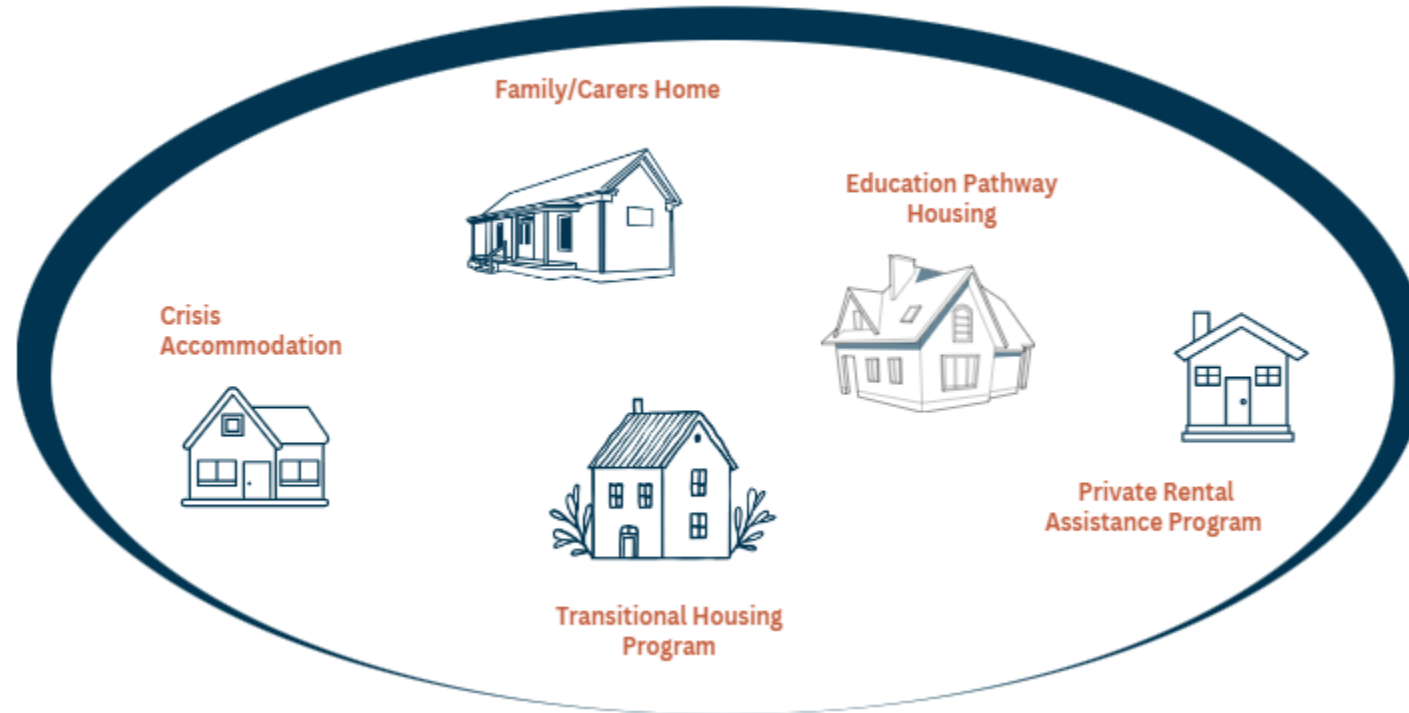 Family/Carers Home
Education Pathway
Housing
Crisis
Accommodation
Private Rental
Assistance Program
Transitional Housing
Program